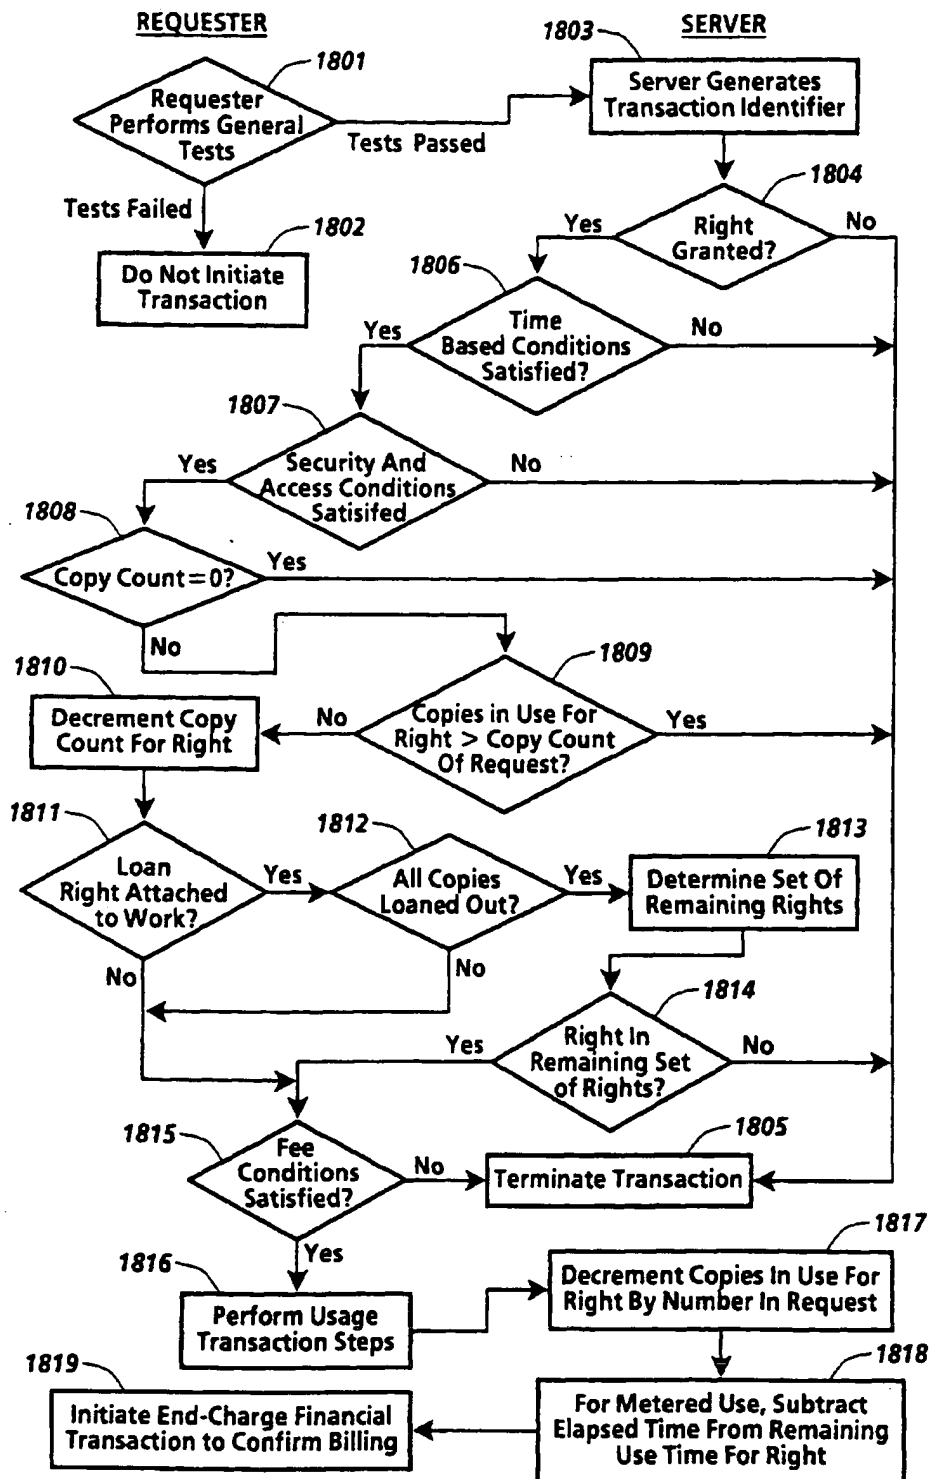 REQUESTER
SERVER
1801
1803
Requester
Performs General
Tests
Server Generates
Transaction Identifier
Tests Passed
Tests Failed
1802
Do Not Initiate
Transaction
1804
Yes
Right
Granted?
No
1806
Yes
Time
Based Conditions
Satisfied?
No
1807
Yes
Security And
Access Conditions
Satisifed
No
1808
Copy Count=0?
Yes
No
1809
1810
Decrement Copy
Count For Right
No
Copies in Use For
Right > Copy Count
Of Request?
Yes
1811
Loan
Right Attached
to Work?
Yes
No
1812
All Copies
Loaned Out?
Yes
No
1813
Determine Set Of
Remaining Rights
1814
Yes
Right In
Remaining Set
of Rights?
No
1815
Fee
Conditions
Satisfied?
No
Yes
1805
Terminate Transaction
1816
Perform Usage
Transaction Steps
1817
Decrement Copies In Use For
Right By Number In Request
1818
For Metered Use, Subtract
Elapsed Time From Remaining
Use Time For Right
1819
Initiate End-Charge Financial
Transaction to Confirm Billing